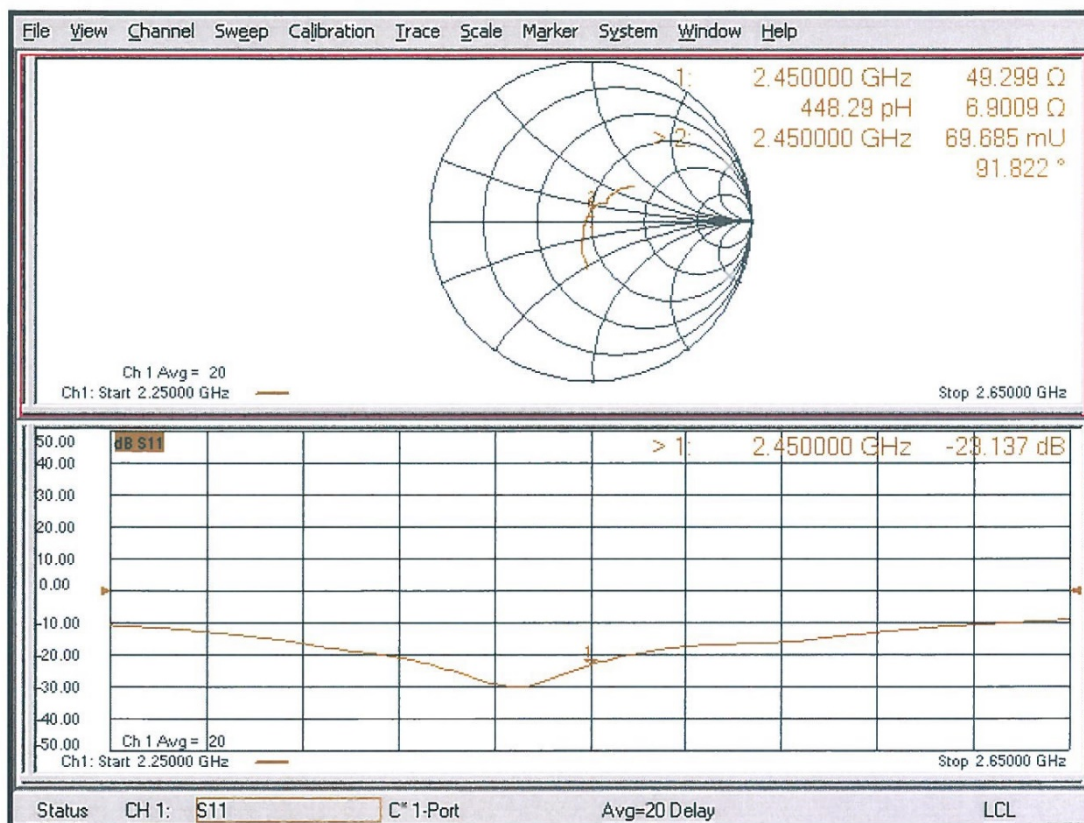 File View Channel Sweep Calibration Trace Scale Marker System Window Help
1: 2.450000 GHz 49.299 Ω
448.29 pH 6.9009 Ω
> 2: 2.450000 GHz 69.685 mU
91.822 °
Ch 1 Avg = 20
Ch1: Start 2.25000 GHz
Stop 2.65000 GHz
50.00
dB S11
> 1: 2.450000 GHz -23.137 dB
40.00
30.00
20.00
10.00
0.00
-10.00
-20.00
1
-30.00
-40.00
-50.00
Ch 1 Avg = 20
Ch1: Start 2.25000 GHz
Stop 2.65000 GHz
Status CH 1: S11 C* 1-Port Avg=20 Delay LCL